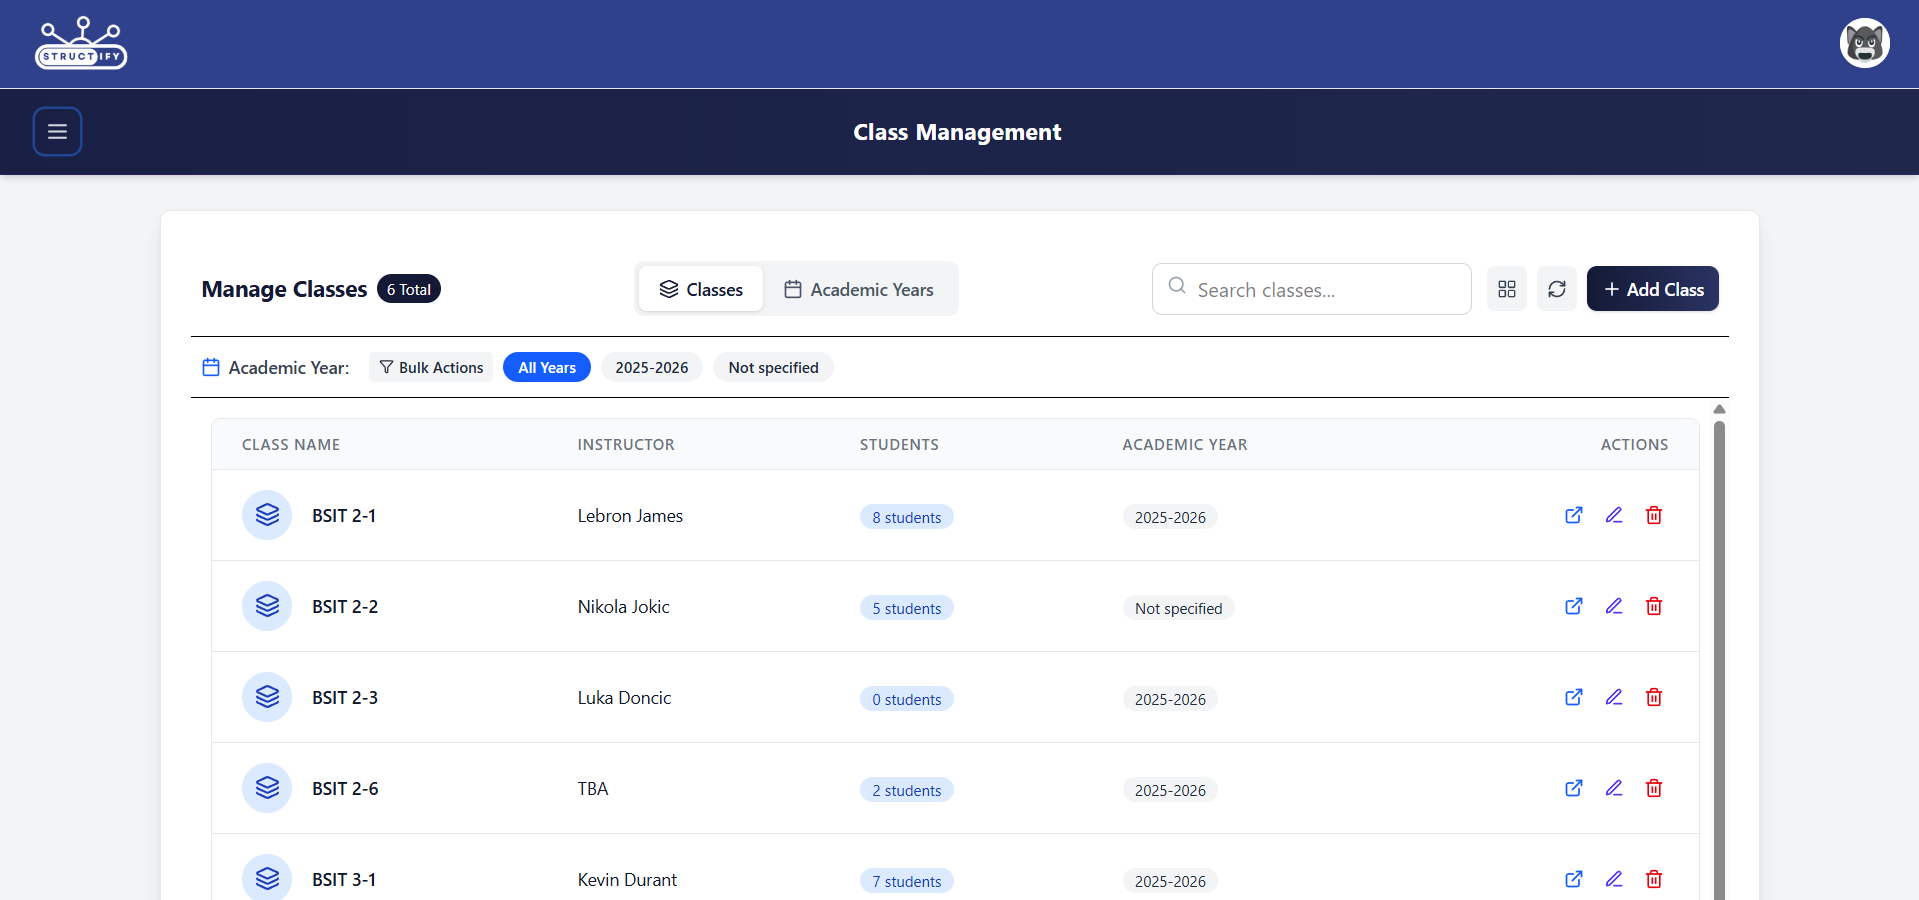 STRUCTIFY
Class Management
Manage Classes 6 Total Classes Academic Years Search classes... + Add Class
Academic Year: Bulk Actions All Years 2025-2026 Not specified
CLASS NAME INSTRUCTOR STUDENTS ACADEMIC YEAR ACTIONS
BSIT 2-1 Lebron James 8 students 2025-2026
BSIT 2-2 Nikola Jokic 5 students Not specified
BSIT 2-3 Luka Doncic 0 students 2025-2026
BSIT 2-6 TBA 2 students 2025-2026
BSIT 3-1 Kevin Durant 7 students 2025-2026